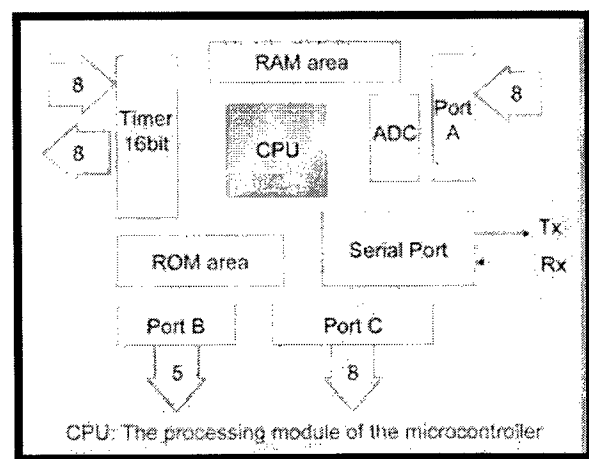 RAM area
8
8
Timer
16bit
CPU
ADC
Port
A
8
ROM area
Serial Port
Tx
Rx
Port B
Port C
5
8
CPU: The processing module of the microcontroller